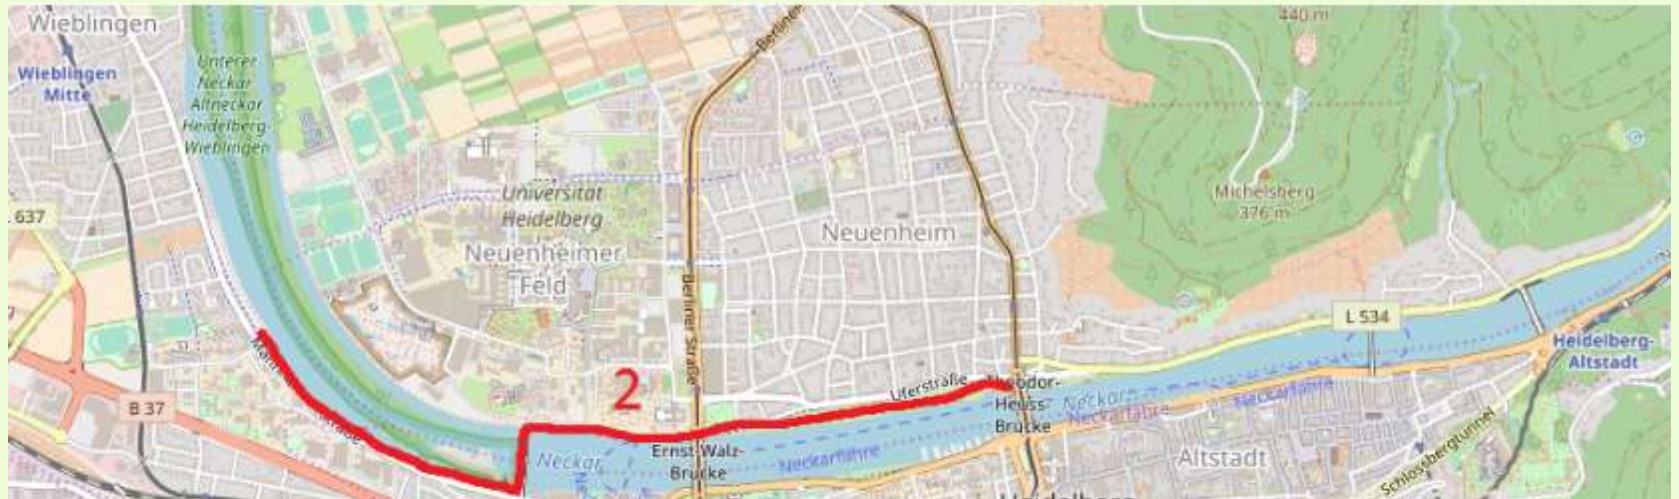 Wieblingen
Wieblingen
Mitte
Unterer
Neckar
Altneckar
Heidelberg-
Wieblingen
637
Berliner
440 m
Universität
Heidelberg
Neuenheimer
Feld
Neuenheim
Michelsberg
376 m
Berliner Straße
L 534
Heidelberg-
Altstadt
B 37
2
Uferstraße
Theodor-
Heuss-
Brücke
Neckar
Neckarfähre
Neckarfähre
Neckar
Ernst-Walz-
Brücke
Neckarfähre
Altstadt
Schlossbergtunnel
Heidelberg